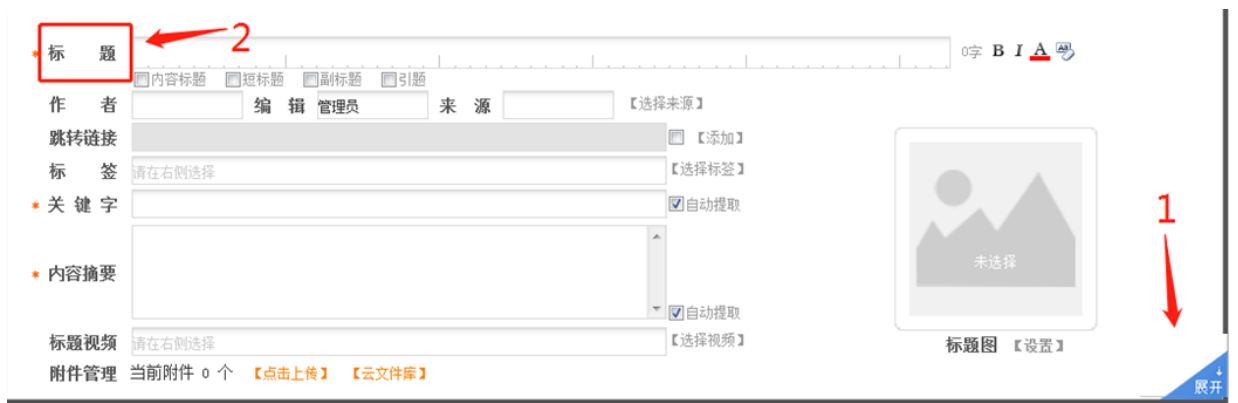 * 标 题 2 0字 B I A
内容标题 短标题 副标题 引题
作 者 编 辑 管理员 来 源 【选择来源】
跳转链接 【添加】
标 签 请在右侧选择 【选择标签】
* 关 键 字 自动提取 1
* 内容摘要 未选择
自动提取
标题视频 请在右侧选择 【选择视频】 标题图 【设置】
附件管理 当前附件 0 个 【点击上传】 【云文件库】 展开